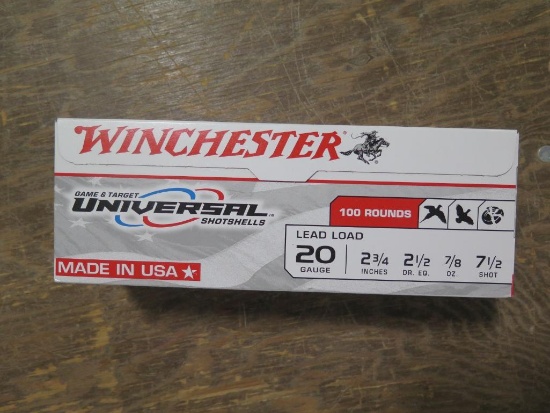 WINCHESTER®
GAME & TARGET
UNIVERSAL™
SHOTSHELLS
100 ROUNDS
LEAD LOAD
20 2 3/4 2 1/2 7/8 7 1/2
GAUGE INCHES DR. EQ. OZ. SHOT
MADE IN USA